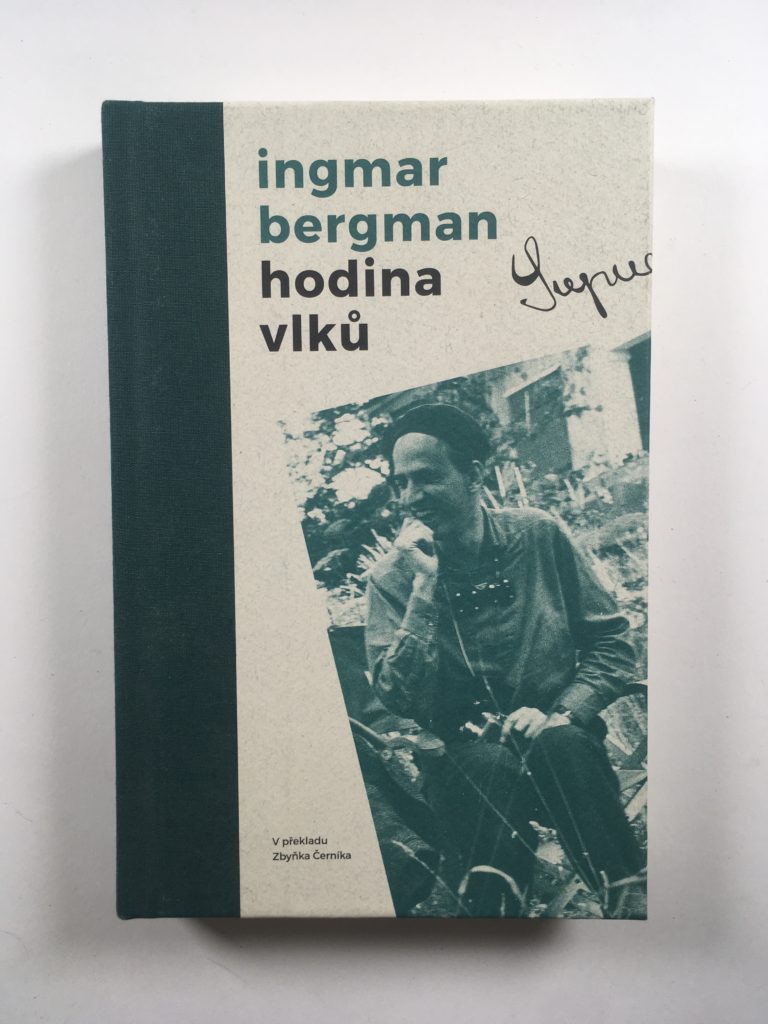 ingmar
bergman
hodina
vlků
V překladu
Zbyňka Černíka